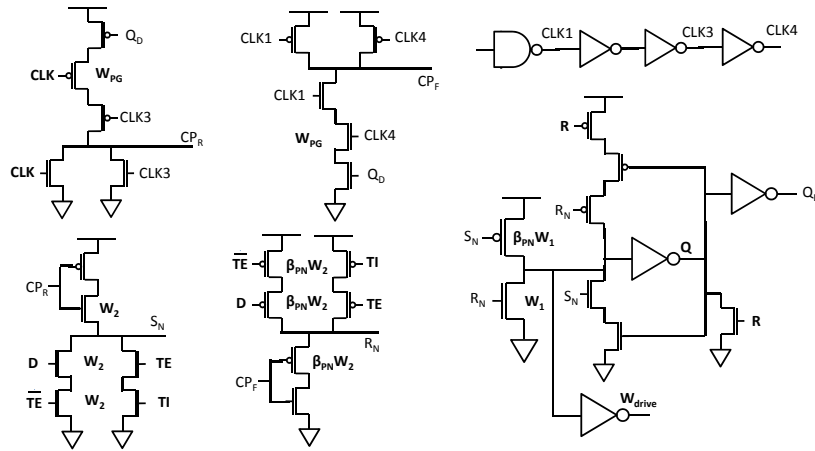 Q_D
CLK
W_PG
CLK3
CP_R
CLK
CLK3
CLK1
CLK4
CP_F
CLK1
W_PG
CLK4
Q_D
CLK1
CLK3
CLK4
R
R_N
S_N
β_PN W_1
R_N
W_1
Q
S_N
R
W_drive
CP_R
W_2
S_N
D
W_2
TE
T̅E̅
W_2
TI
T̅E̅
β_PN W_2
TI
D
β_PN W_2
TE
R_N
β_PN W_2
CP_F